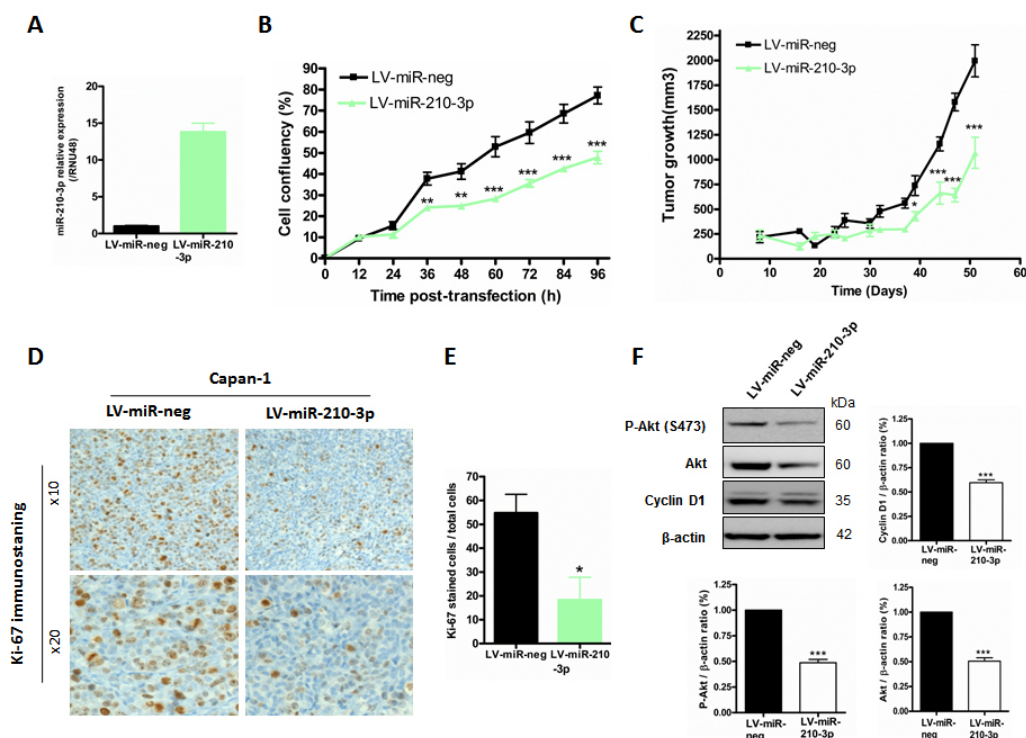 A
miR-210-3p relative expression
(/RNU48)
20
15
10
5
0
LV-miR-neg
LV-miR-210
-3p
B
Cell confluency (%)
90
80
70
60
50
40
30
20
10
0
LV-miR-neg
LV-miR-210-3p
**
**
***
***
***
***
0
12
24
36
48
60
72
84
96
Time post-transfection (h)
C
Tumor growth(mm3)
2250
2000
1750
1500
1250
1000
750
500
250
0
LV-miR-neg
LV-miR-210-3p
*
***
***
***
0
10
20
30
40
50
60
Time (Days)
D
Capan-1
LV-miR-neg
LV-miR-210-3p
Ki-67 immunostaning
x10
x20
E
Ki-67 stained cells / total cells
70
60
50
40
30
20
10
0
*
LV-miR-neg
LV-miR-210
-3p
F
LV-miR-neg
LV-miR-210-3p
kDa
P-Akt (S473)
60
Akt
60
Cyclin D1
35
β-actin
42
Cyclin D1 / β-actin ratio (%)
1.25
1.00
0.75
0.50
0.25
0.00
***
LV-miR-
neg
LV-miR-
210-3p
P-Akt / β-actin ratio (%)
1.25
1.00
0.75
0.50
0.25
0.00
***
LV-miR-
neg
LV-miR-
210-3p
Akt / β-actin ratio (%)
1.25
1.00
0.75
0.50
0.25
0.00
***
LV-miR-
neg
LV-miR-
210-3p